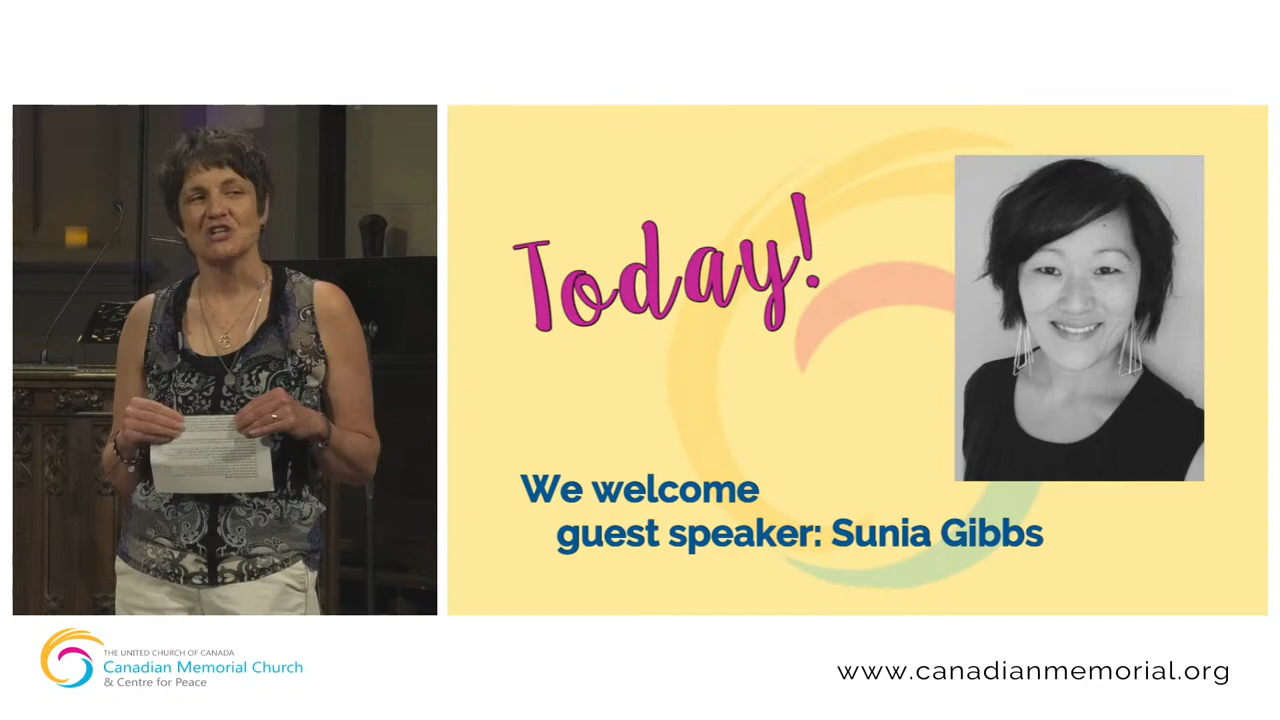 Today!
We welcome
guest speaker: Sunia Gibbs
THE UNITED CHURCH OF CANADA
Canadian Memorial Church
& Centre for Peace
www.canadianmemorial.org